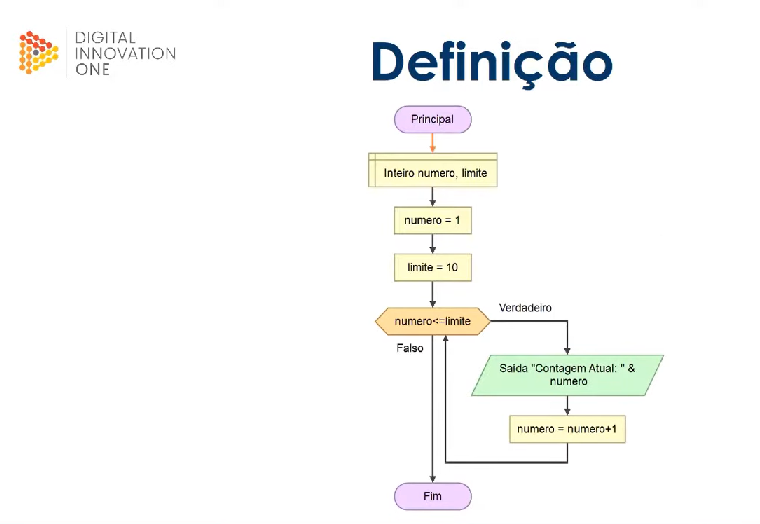 DIGITAL
INNOVATION
ONE
Definição
Principal
Inteiro numero, limite
numero = 1
limite = 10
numero<=limite
Verdadeiro
Falso
Saída "Contagem Atual: " &
numero
numero = numero+1
Fim